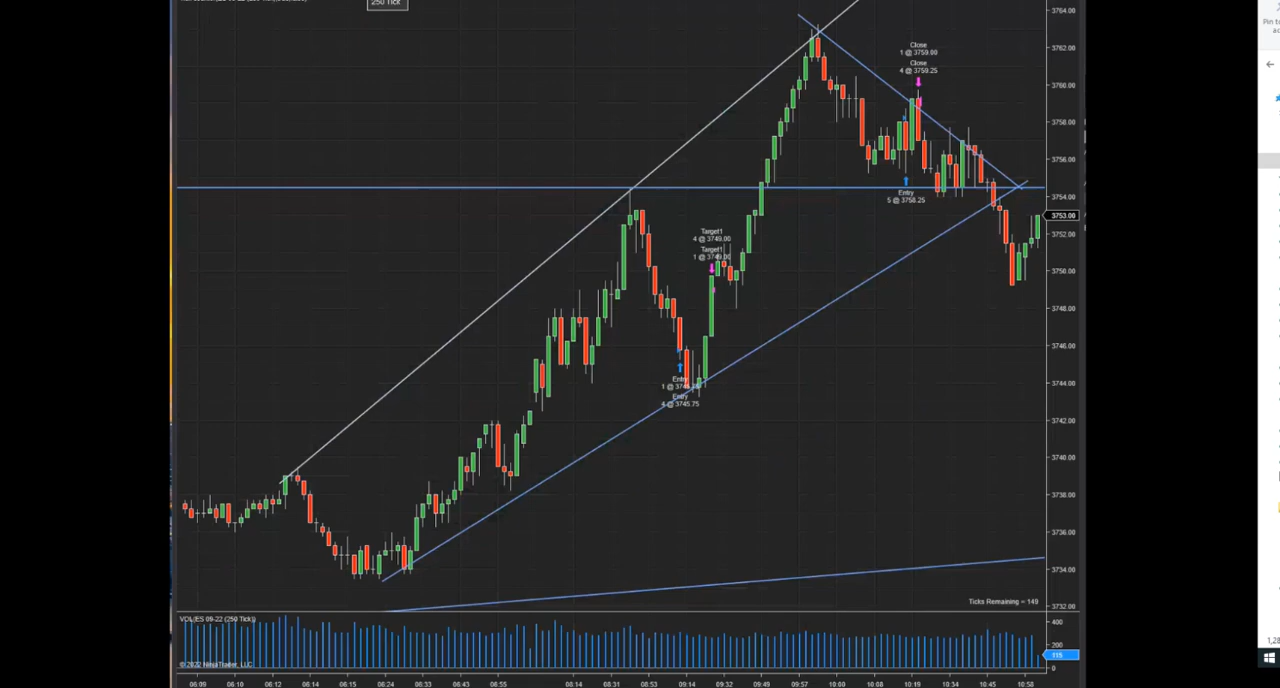 250 Tick
3764.00
Close
1 @ 3759.00
3762.00
Close
4 @ 3759.25
3760.00
3758.00
3756.00
Entry
5 @ 3758.25
3754.00
3753.00
Target1
4 @ 3749.00
3752.00
Target1
1 @ 3749.00
3750.00
3748.00
3746.00
Entry
3744.00
Entry
4 @ 3745.75
3742.00
3740.00
3738.00
3736.00
3734.00
Ticks Remaining = 149
3732.00
VOL(ES 09-22 (250 Tick))
400
200
115
0
© 2022 NinjaTrader, LLC
06:09 06:10 06:12 06:14 06:15 06:24 06:33 06:43 06:55 08:14 08:31 08:53 09:14 09:32 09:49 09:57 10:00 10:08 10:19 10:34 10:45 10:58
Pin to